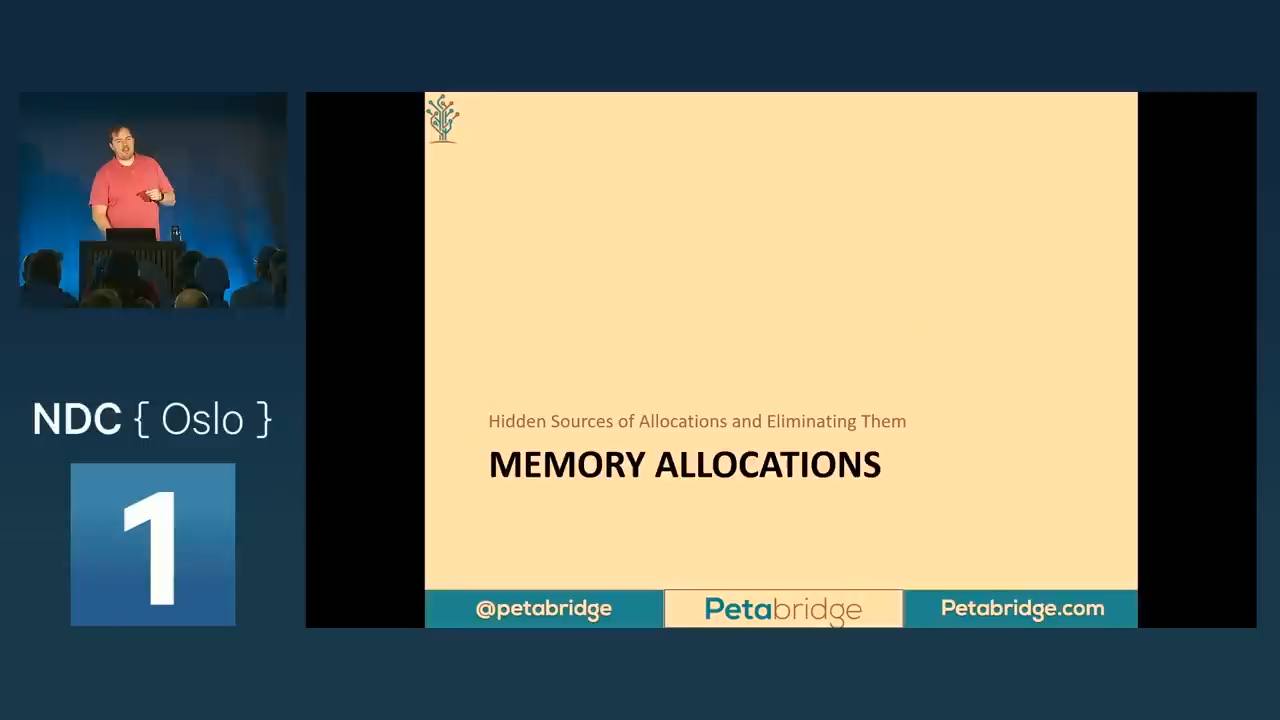 NDC { Oslo }
1
Hidden Sources of Allocations and Eliminating Them
MEMORY ALLOCATIONS
@petabridge
Petabridge
Petabridge.com